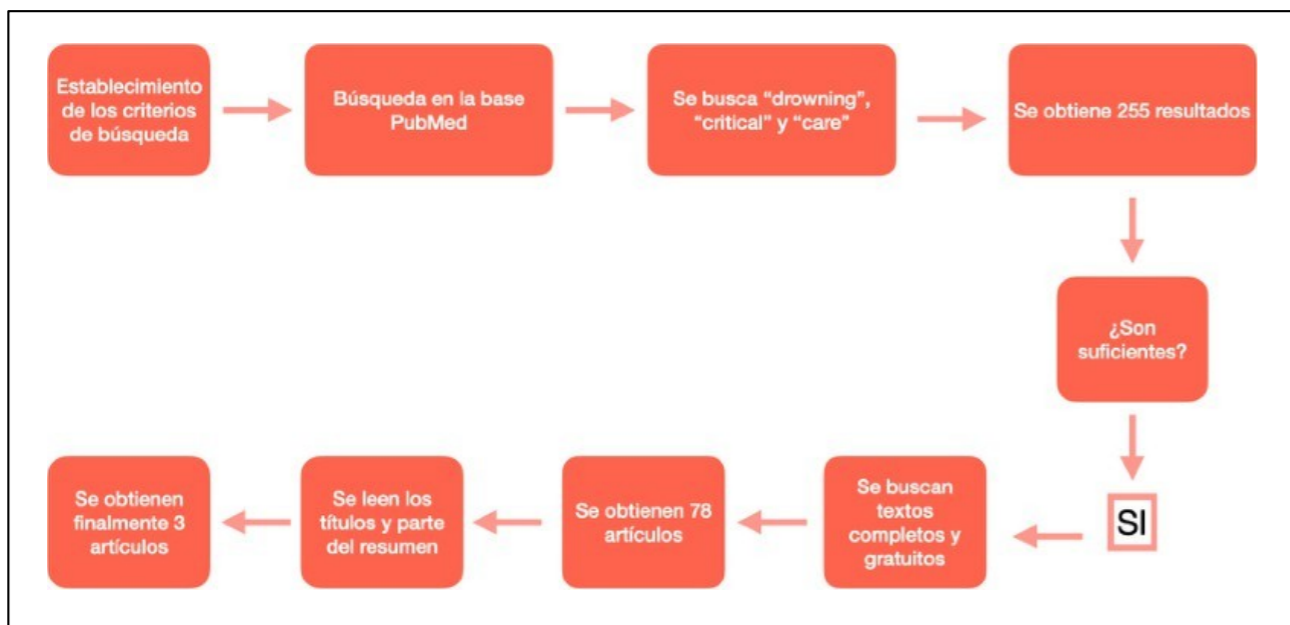 Establecimiento
de los criterios
de búsqueda
Búsqueda en la base
PubMed
Se busca “drowning”,
“critical” y “care”
Se obtiene 255 resultados
¿Son
suficientes?
SI
Se buscan
textos
completos y
gratuitos
Se obtienen 78
artículos
Se leen los
títulos y parte
del resumen
Se obtienen
finalmente 3
artículos